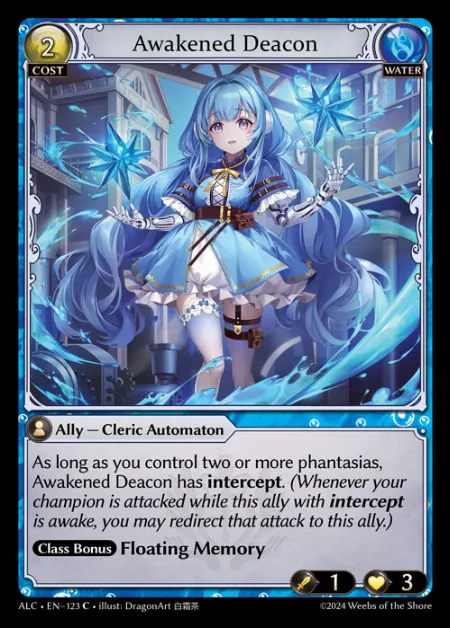 2
Awakened Deacon
COST
WATER
Ally — Cleric Automaton
As long as you control two or more phantasias,
Awakened Deacon has intercept. (Whenever your
champion is attacked while this ally with intercept
is awake, you may redirect that attack to this ally.)
Class Bonus Floating Memory
1
3
ALC • EN-123 C • illust: DragonArt 白霜茶
©2024 Weebs of the Shore